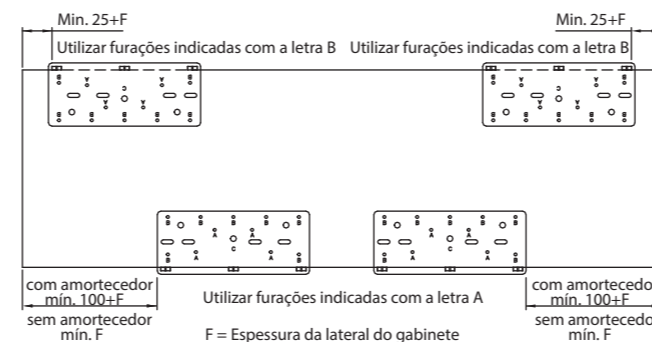 Min. 25+F Min. 25+F
Utilizar furações indicadas com a letra B Utilizar furações indicadas com a letra B
B B
A A
C
A A
B B B B B
B B
A A
C
A A
B B B B B
B B B B B
A A
A C A
B B
B B B B B
A A
A C A
B B
com amortecedor
mín. 100+F
sem amortecedor
mín. F
Utilizar furações indicadas com a letra A
F = Espessura da lateral do gabinete
com amortecedo
mín. 100+F
sem amortecedo
mín. F